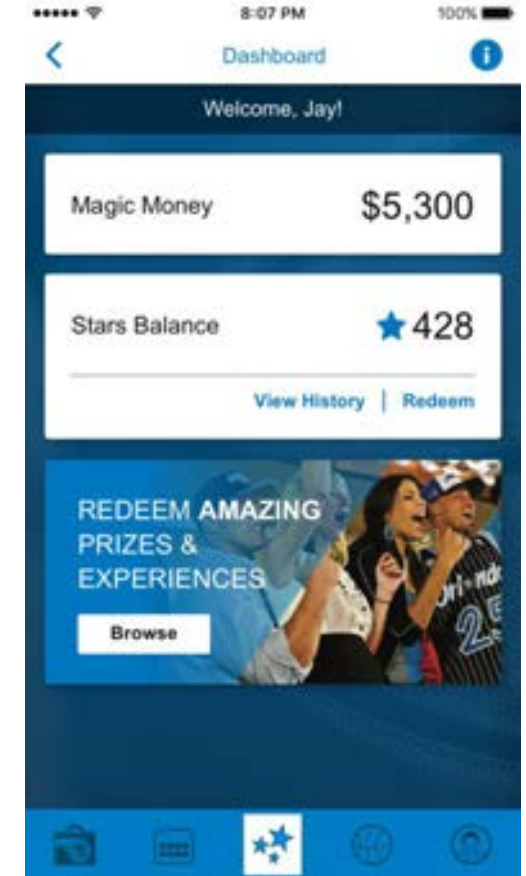 8:07 PM
100%
Dashboard
i
Welcome, Jay!
Magic Money
$5,300
Stars Balance
428
View History | Redeem
REDEEM AMAZING
PRIZES &
EXPERIENCES
Browse
25